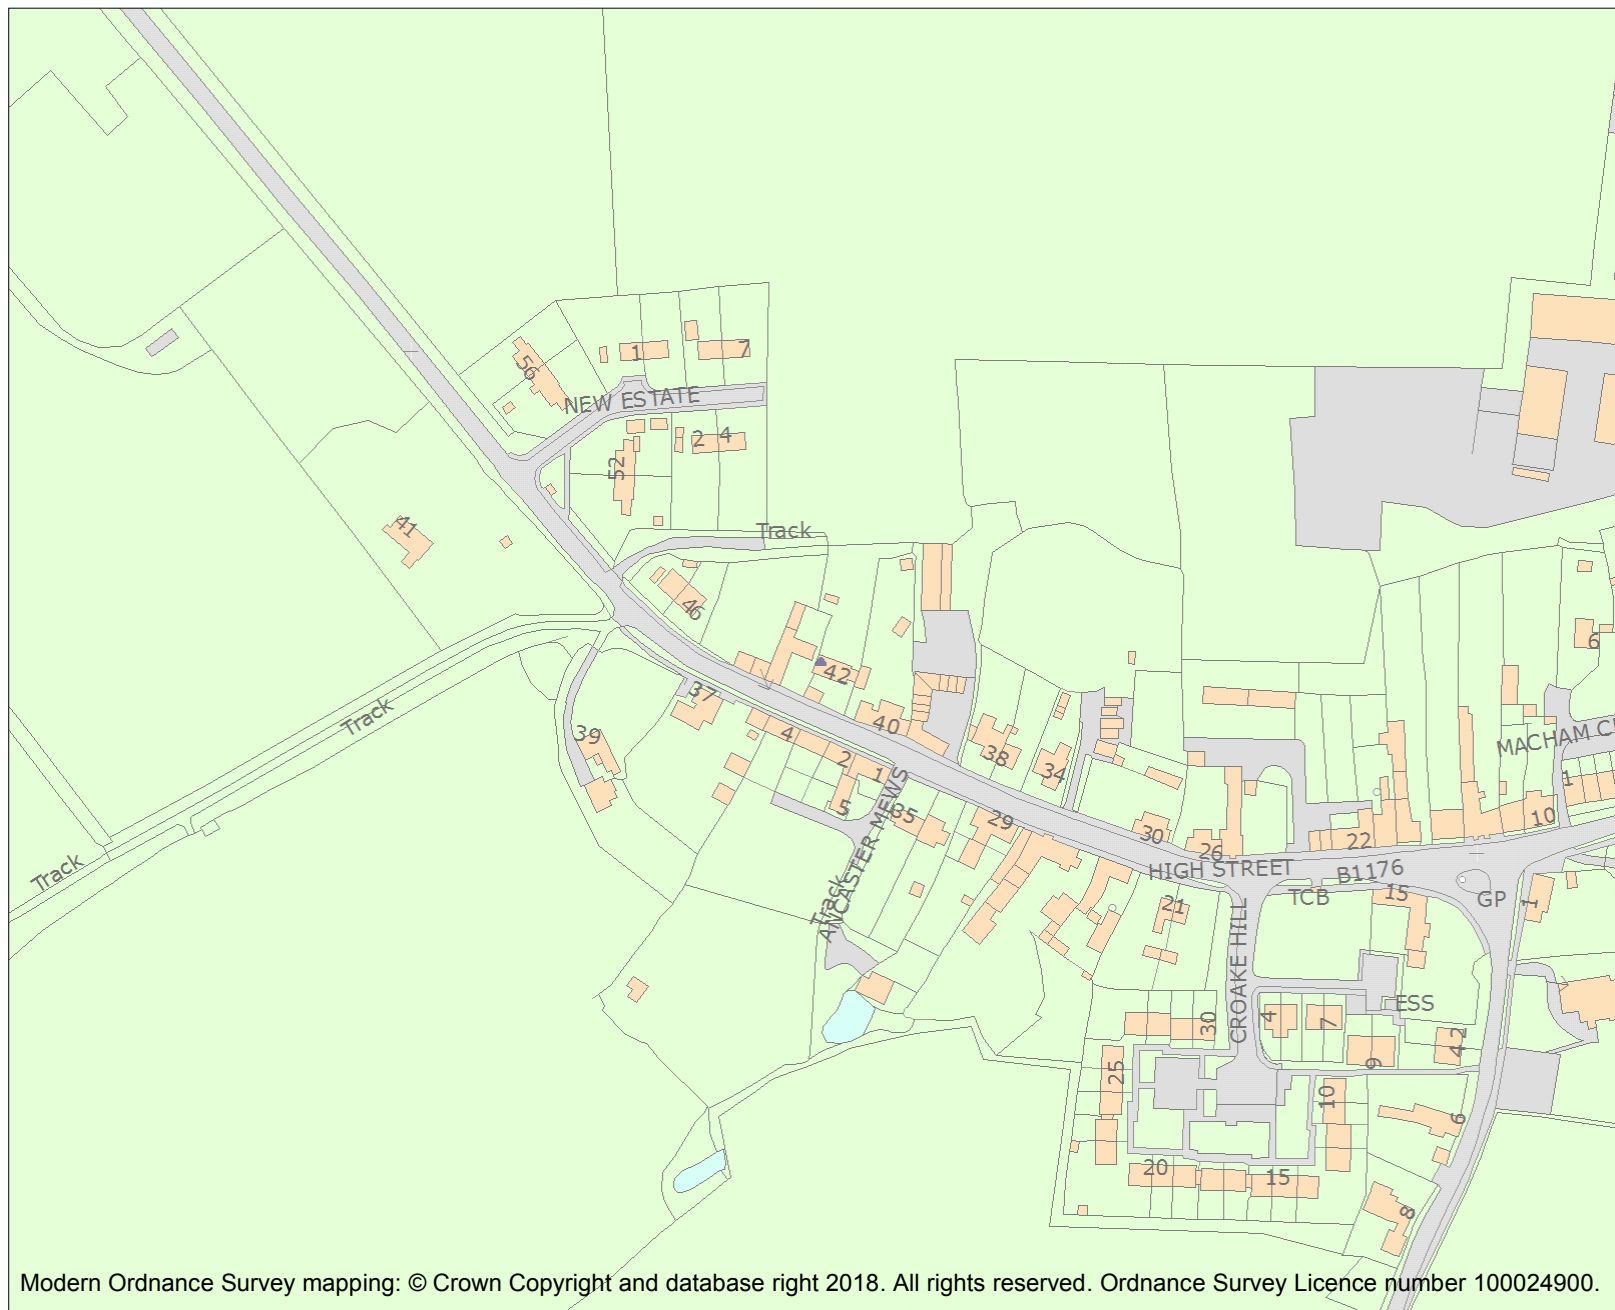 56
1
7
NEW ESTATE
2
4
52
41
Track
46
6
42
37
Track
39
40
4
2
1
38
34
MACHAM C
1
5
35
29
30
26
22
10
HIGH STREET
B1176
Track
Track
ANCASTER MEWS
21
TCB
15
GP
1
CROAKE HILL
ESS
30
4
7
42
9
25
10
6
20
15
8
Modern Ordnance Survey mapping: © Crown Copyright and database right 2018. All rights reserved. Ordnance Survey Licence number 100024900.